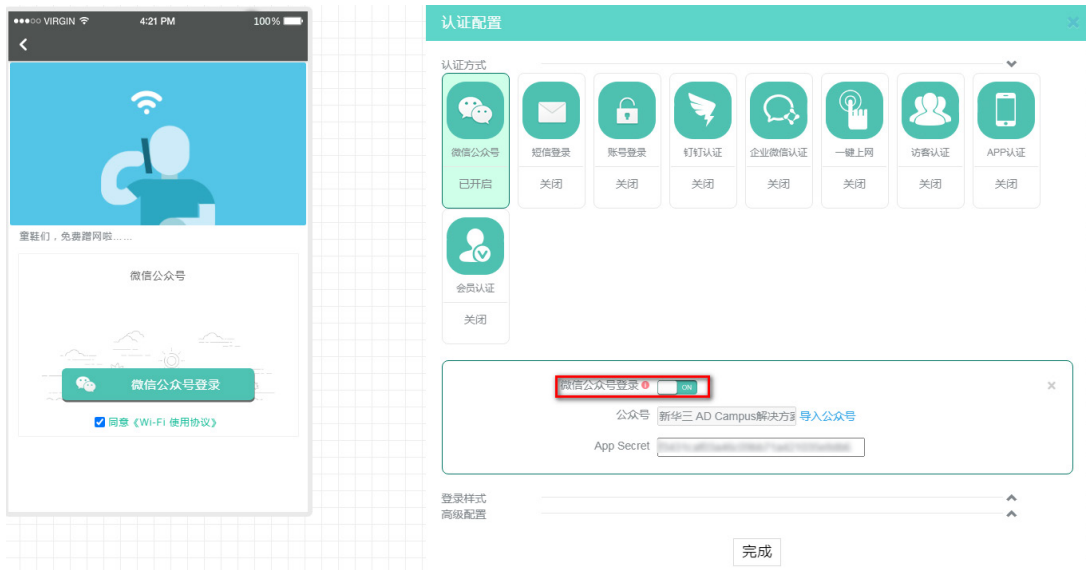 VIRGIN 4:21 PM 100%
童鞋们，免费蹭网啦……
微信公众号
微信公众号登录
同意《Wi-Fi 使用协议》
认证配置
认证方式
微信公众号 短信登录 账号登录 钉钉认证 企业微信认证 一键上网 访客认证 APP认证
已开启 关闭 关闭 关闭 关闭 关闭 关闭 关闭
会员认证
关闭
微信公众号登录 ON
公众号 新华三 AD Campus解决方案 导入公众号
App Secret
登录样式
高级配置
完成